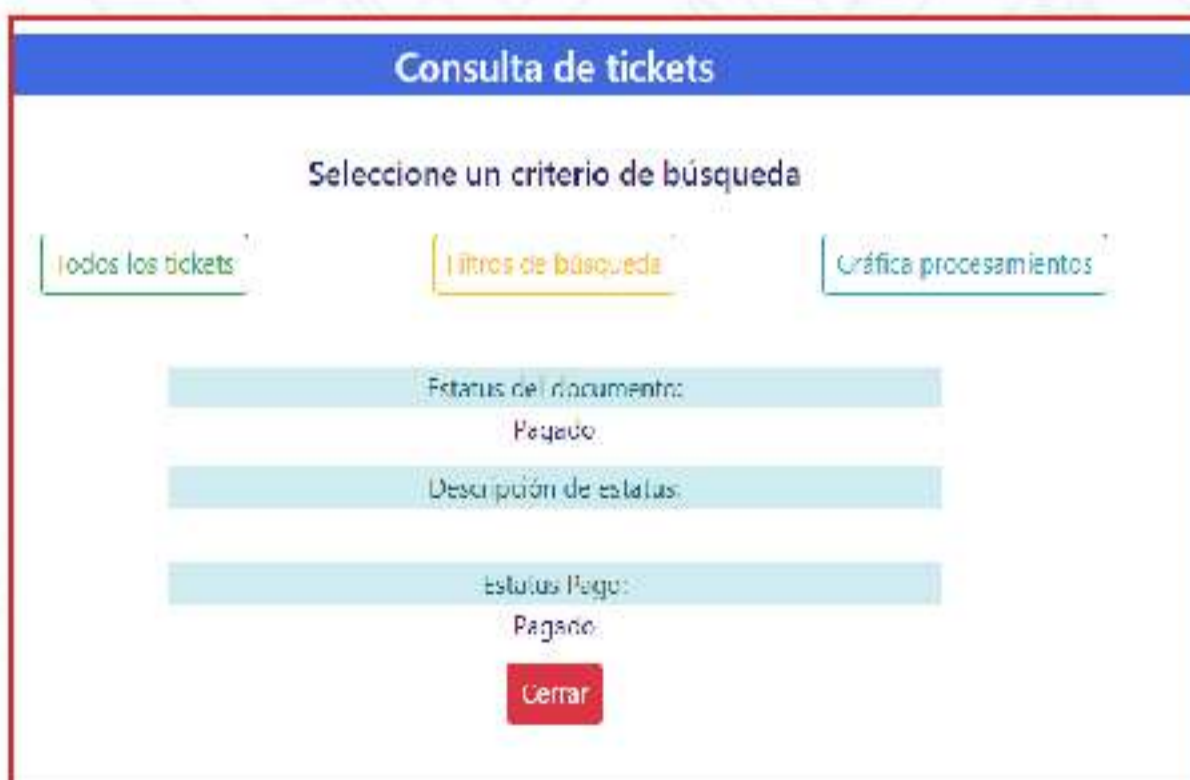 Consulta de tickets
Seleccione un criterio de búsqueda
Todos los tickets
Filtros de búsqueda
Gráfica procesamientos
Estatus del documento:
Pagado
Descripción de estatus:
Estatus Pago:
Pagado
Cerrar